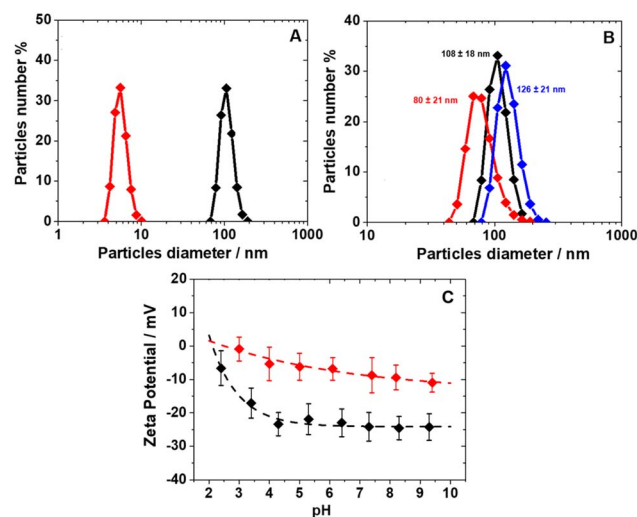 A
Particles number %
40
30
20
10
0
1 10 100 1000
Particles diameter / nm
B
Particles number %
40
30
20
10
0
108 ± 18 nm
80 ± 21 nm
126 ± 21 nm
10 100 1000
Particles diameter / nm
C
Zeta Potential / mV
20
10
0
-10
-20
-30
-40
2 3 4 5 6 7 8 9 10
pH